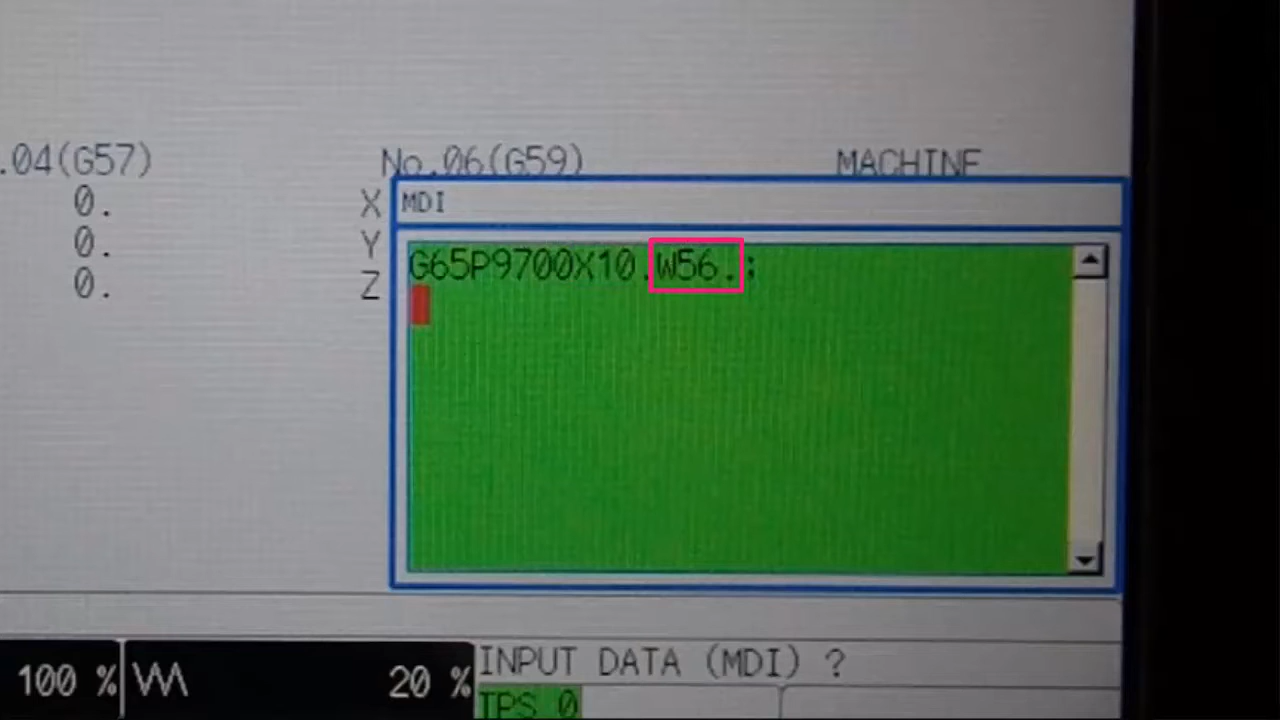 .04(G57)
No.06(G59)
MACHINE
0.
X
MDI
0.
Y
G65P9700X10.W56.;
0.
Z
100 %
20 %
INPUT DATA (MDI) ?
TPS 0